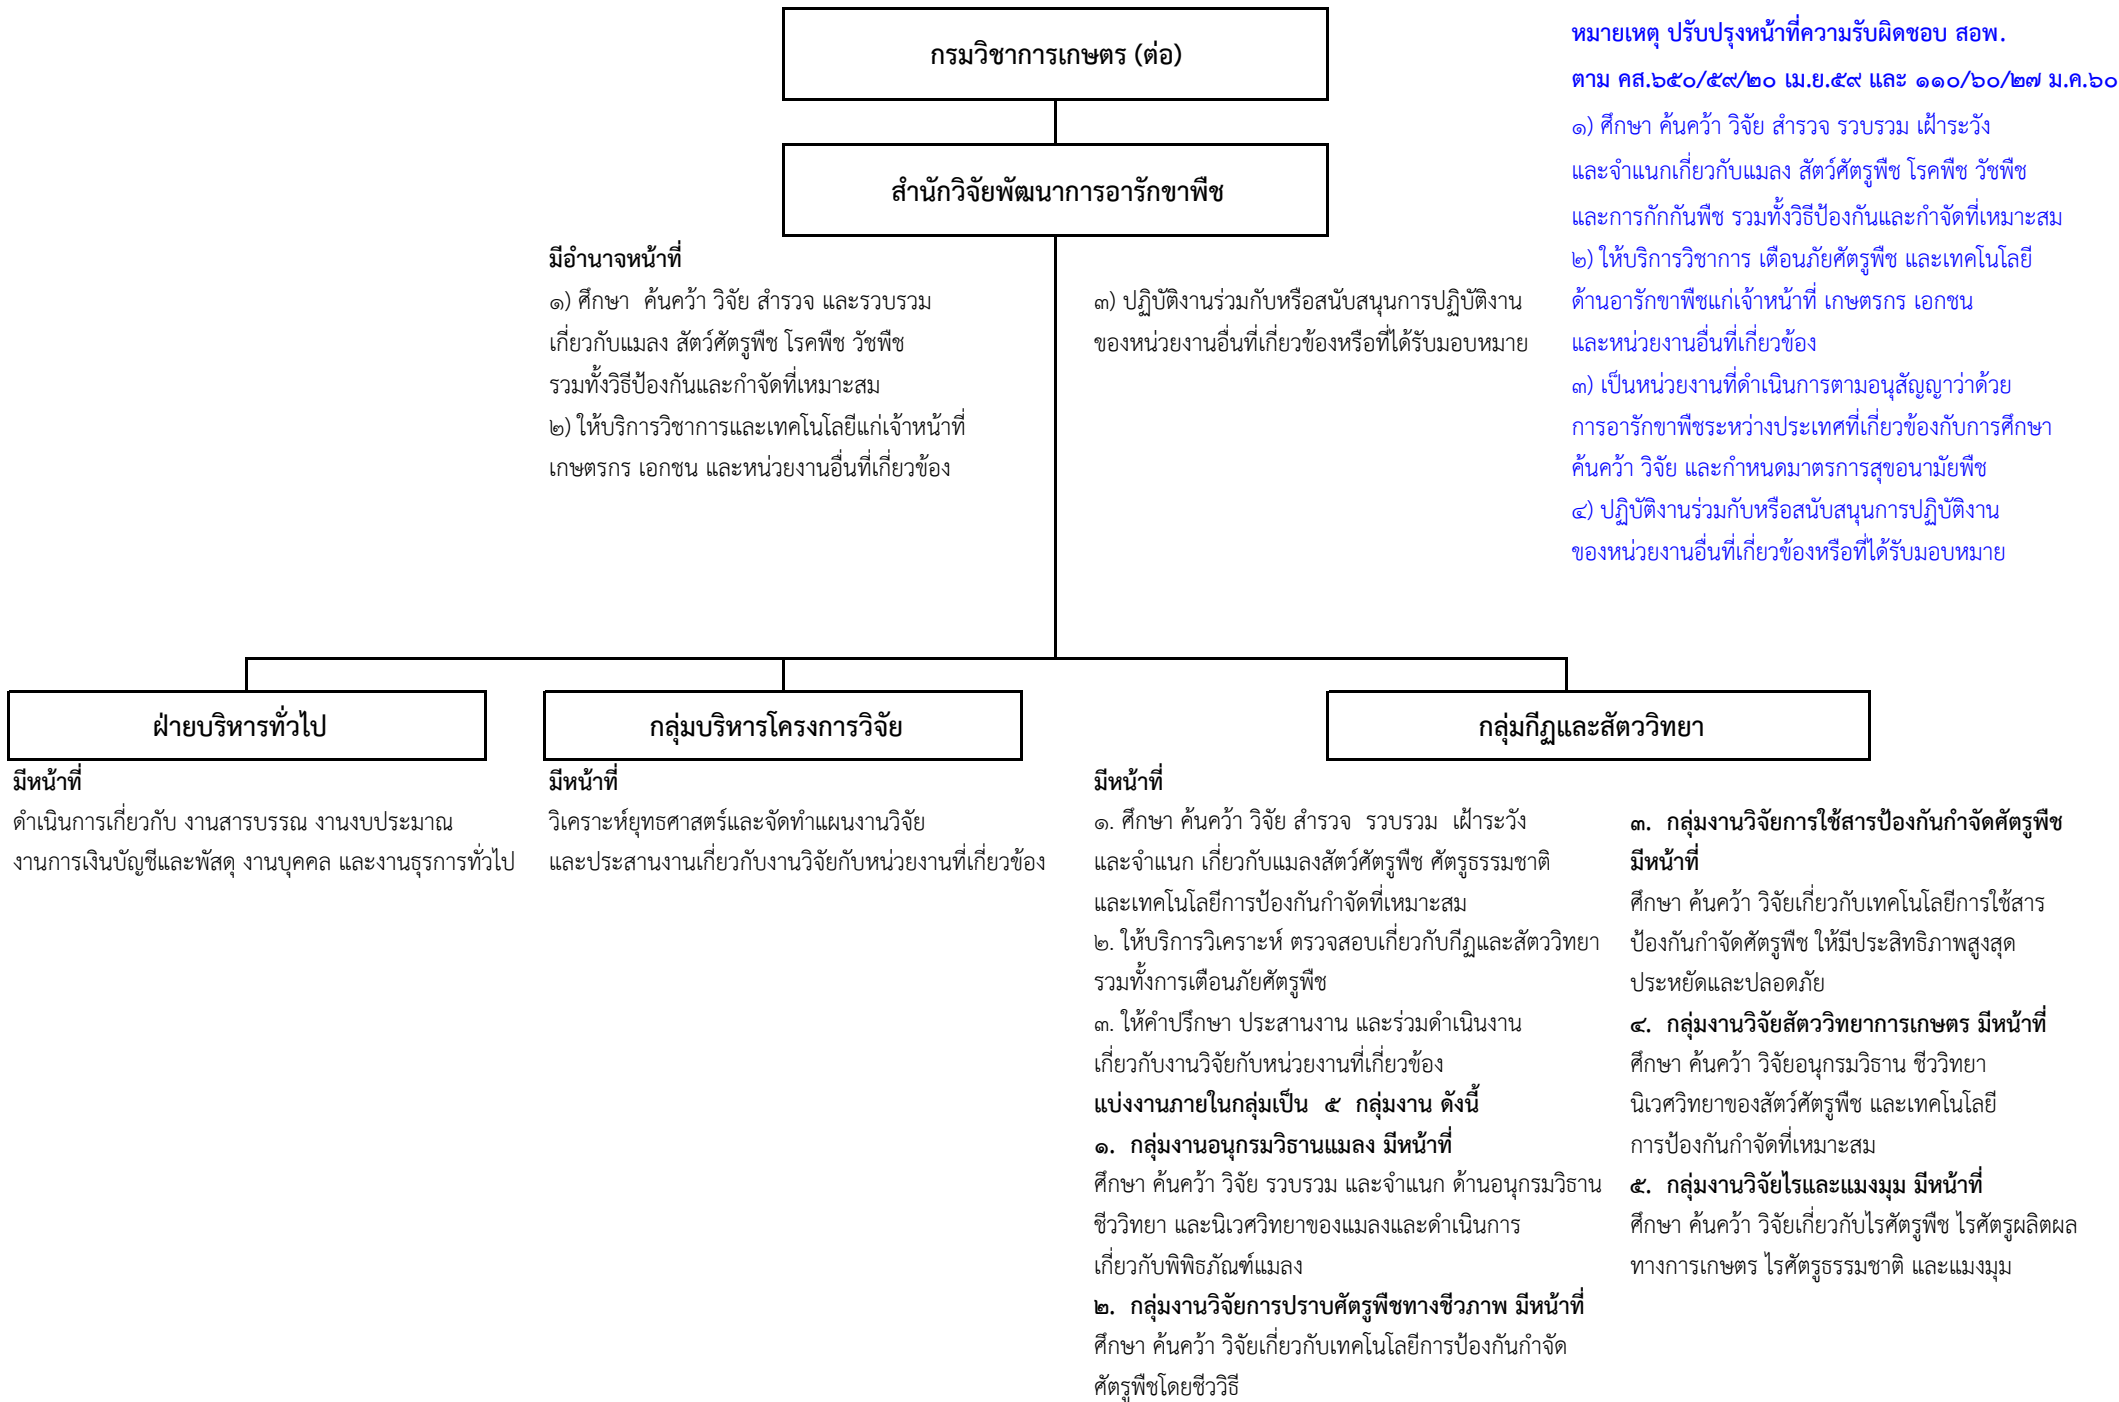 กรมวิชาการเกษตร (ต่อ)
สำนักวิจัยพัฒนาการอารักขาพืช
หมายเหตุ ปรับปรุงหน้าที่ความรับผิดชอบ สอพ.
ตาม คส.๖๕๐/๕๙/๒๐ เม.ย.๕๙ และ ๑๑๐/๖๐/๒๗ ม.ค.๖๐
๑) ศึกษา ค้นคว้า วิจัย สำรวจ รวบรวม เฝ้าระวัง
และจำแนกเกี่ยวกับแมลง สัตว์ศัตรูพืช โรคพืช วัชพืช
และการกักกันพืช รวมทั้งวิธีป้องกันและกำจัดที่เหมาะสม
๒) ให้บริการวิชาการ เตือนภัยศัตรูพืช และเทคโนโลยี
ด้านอารักขาพืชแก่เจ้าหน้าที่ เกษตรกร เอกชน
และหน่วยงานอื่นที่เกี่ยวข้อง
๓) เป็นหน่วยงานที่ดำเนินการตามอนุสัญญาว่าด้วย
การอารักขาพืชระหว่างประเทศที่เกี่ยวข้องกับการศึกษา
ค้นคว้า วิจัย และกำหนดมาตรการสุขอนามัยพืช
๔) ปฏิบัติงานร่วมกับหรือสนับสนุนการปฏิบัติงาน
ของหน่วยงานอื่นที่เกี่ยวข้องหรือที่ได้รับมอบหมาย
มีอำนาจหน้าที่
๑) ศึกษา ค้นคว้า วิจัย สำรวจ และรวบรวม
เกี่ยวกับแมลง สัตว์ศัตรูพืช โรคพืช วัชพืช
รวมทั้งวิธีป้องกันและกำจัดที่เหมาะสม
๒) ให้บริการวิชาการและเทคโนโลยีแก่เจ้าหน้าที่
เกษตรกร เอกชน และหน่วยงานอื่นที่เกี่ยวข้อง
๓) ปฏิบัติงานร่วมกับหรือสนับสนุนการปฏิบัติงาน
ของหน่วยงานอื่นที่เกี่ยวข้องหรือที่ได้รับมอบหมาย
ฝ่ายบริหารทั่วไป
มีหน้าที่
ดำเนินการเกี่ยวกับ งานสารบรรณ งานงบประมาณ
งานการเงินบัญชีและพัสดุ งานบุคคล และงานธุรการทั่วไป
กลุ่มบริหารโครงการวิจัย
มีหน้าที่
วิเคราะห์ยุทธศาสตร์และจัดทำแผนงานวิจัย
และประสานงานเกี่ยวกับงานวิจัยกับหน่วยงานที่เกี่ยวข้อง
กลุ่มกีฏและสัตววิทยา
มีหน้าที่
๑. ศึกษา ค้นคว้า วิจัย สำรวจ รวบรวม เฝ้าระวัง
และจำแนก เกี่ยวกับแมลงสัตว์ศัตรูพืช ศัตรูธรรมชาติ
และเทคโนโลยีการป้องกันกำจัดที่เหมาะสม
๒. ให้บริการวิเคราะห์ ตรวจสอบเกี่ยวกับกีฏและสัตววิทยา
รวมทั้งการเตือนภัยศัตรูพืช
๓. ให้คำปรึกษา ประสานงาน และร่วมดำเนินงาน
เกี่ยวกับงานวิจัยกับหน่วยงานที่เกี่ยวข้อง
แบ่งงานภายในกลุ่มเป็น ๕ กลุ่มงาน ดังนี้
๑. กลุ่มงานอนุกรมวิธานแมลง มีหน้าที่
ศึกษา ค้นคว้า วิจัย รวบรวม และจำแนก ด้านอนุกรมวิธาน
ชีววิทยา และนิเวศวิทยาของแมลงและดำเนินการ
เกี่ยวกับพิพิธภัณฑ์แมลง
๒. กลุ่มงานวิจัยการปราบศัตรูพืชทางชีวภาพ มีหน้าที่
ศึกษา ค้นคว้า วิจัยเกี่ยวกับเทคโนโลยีการป้องกันกำจัด
ศัตรูพืชโดยชีววิธี
๓. กลุ่มงานวิจัยการใช้สารป้องกันกำจัดศัตรูพืช
มีหน้าที่
ศึกษา ค้นคว้า วิจัยเกี่ยวกับเทคโนโลยีการใช้สาร
ป้องกันกำจัดศัตรูพืช ให้มีประสิทธิภาพสูงสุด
ประหยัดและปลอดภัย
๔. กลุ่มงานวิจัยสัตววิทยาการเกษตร มีหน้าที่
ศึกษา ค้นคว้า วิจัยอนุกรมวิธาน ชีววิทยา
นิเวศวิทยาของสัตว์ศัตรูพืช และเทคโนโลยี
การป้องกันกำจัดที่เหมาะสม
๕. กลุ่มงานวิจัยไรและแมงมุม มีหน้าที่
ศึกษา ค้นคว้า วิจัยเกี่ยวกับไรศัตรูพืช ไรศัตรูผลิตผล
ทางการเกษตร ไรศัตรูธรรมชาติ และแมงมุม